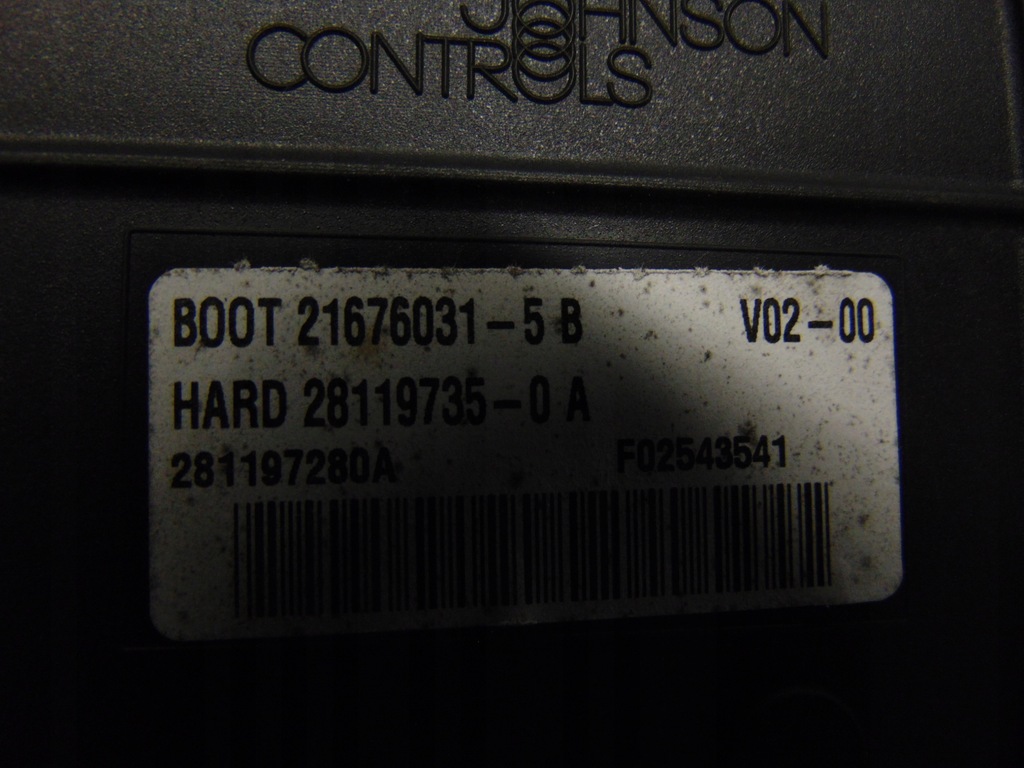 JOHNSON
CONTROLS
BOOT 21676031-5 B V02-00
HARD 28119735-0 A
281197280A F02543541